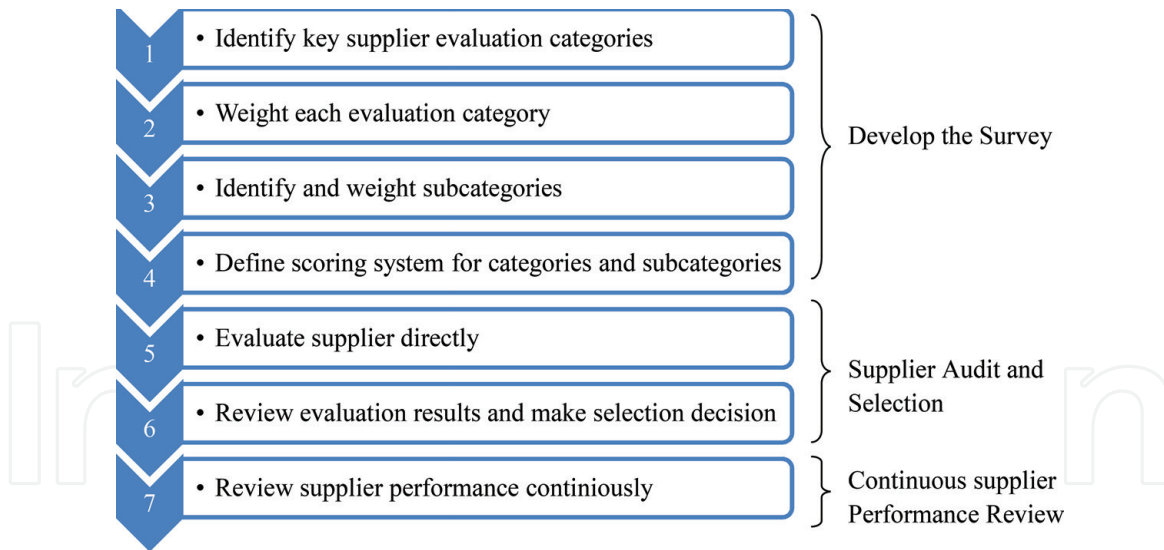 1
• Identify key supplier evaluation categories
2
• Weight each evaluation category
3
• Identify and weight subcategories
4
• Define scoring system for categories and subcategories
Develop the Survey
5
• Evaluate supplier directly
6
• Review evaluation results and make selection decision
Supplier Audit and
Selection
7
• Review supplier performance continiously
Continuous supplier
Performance Review